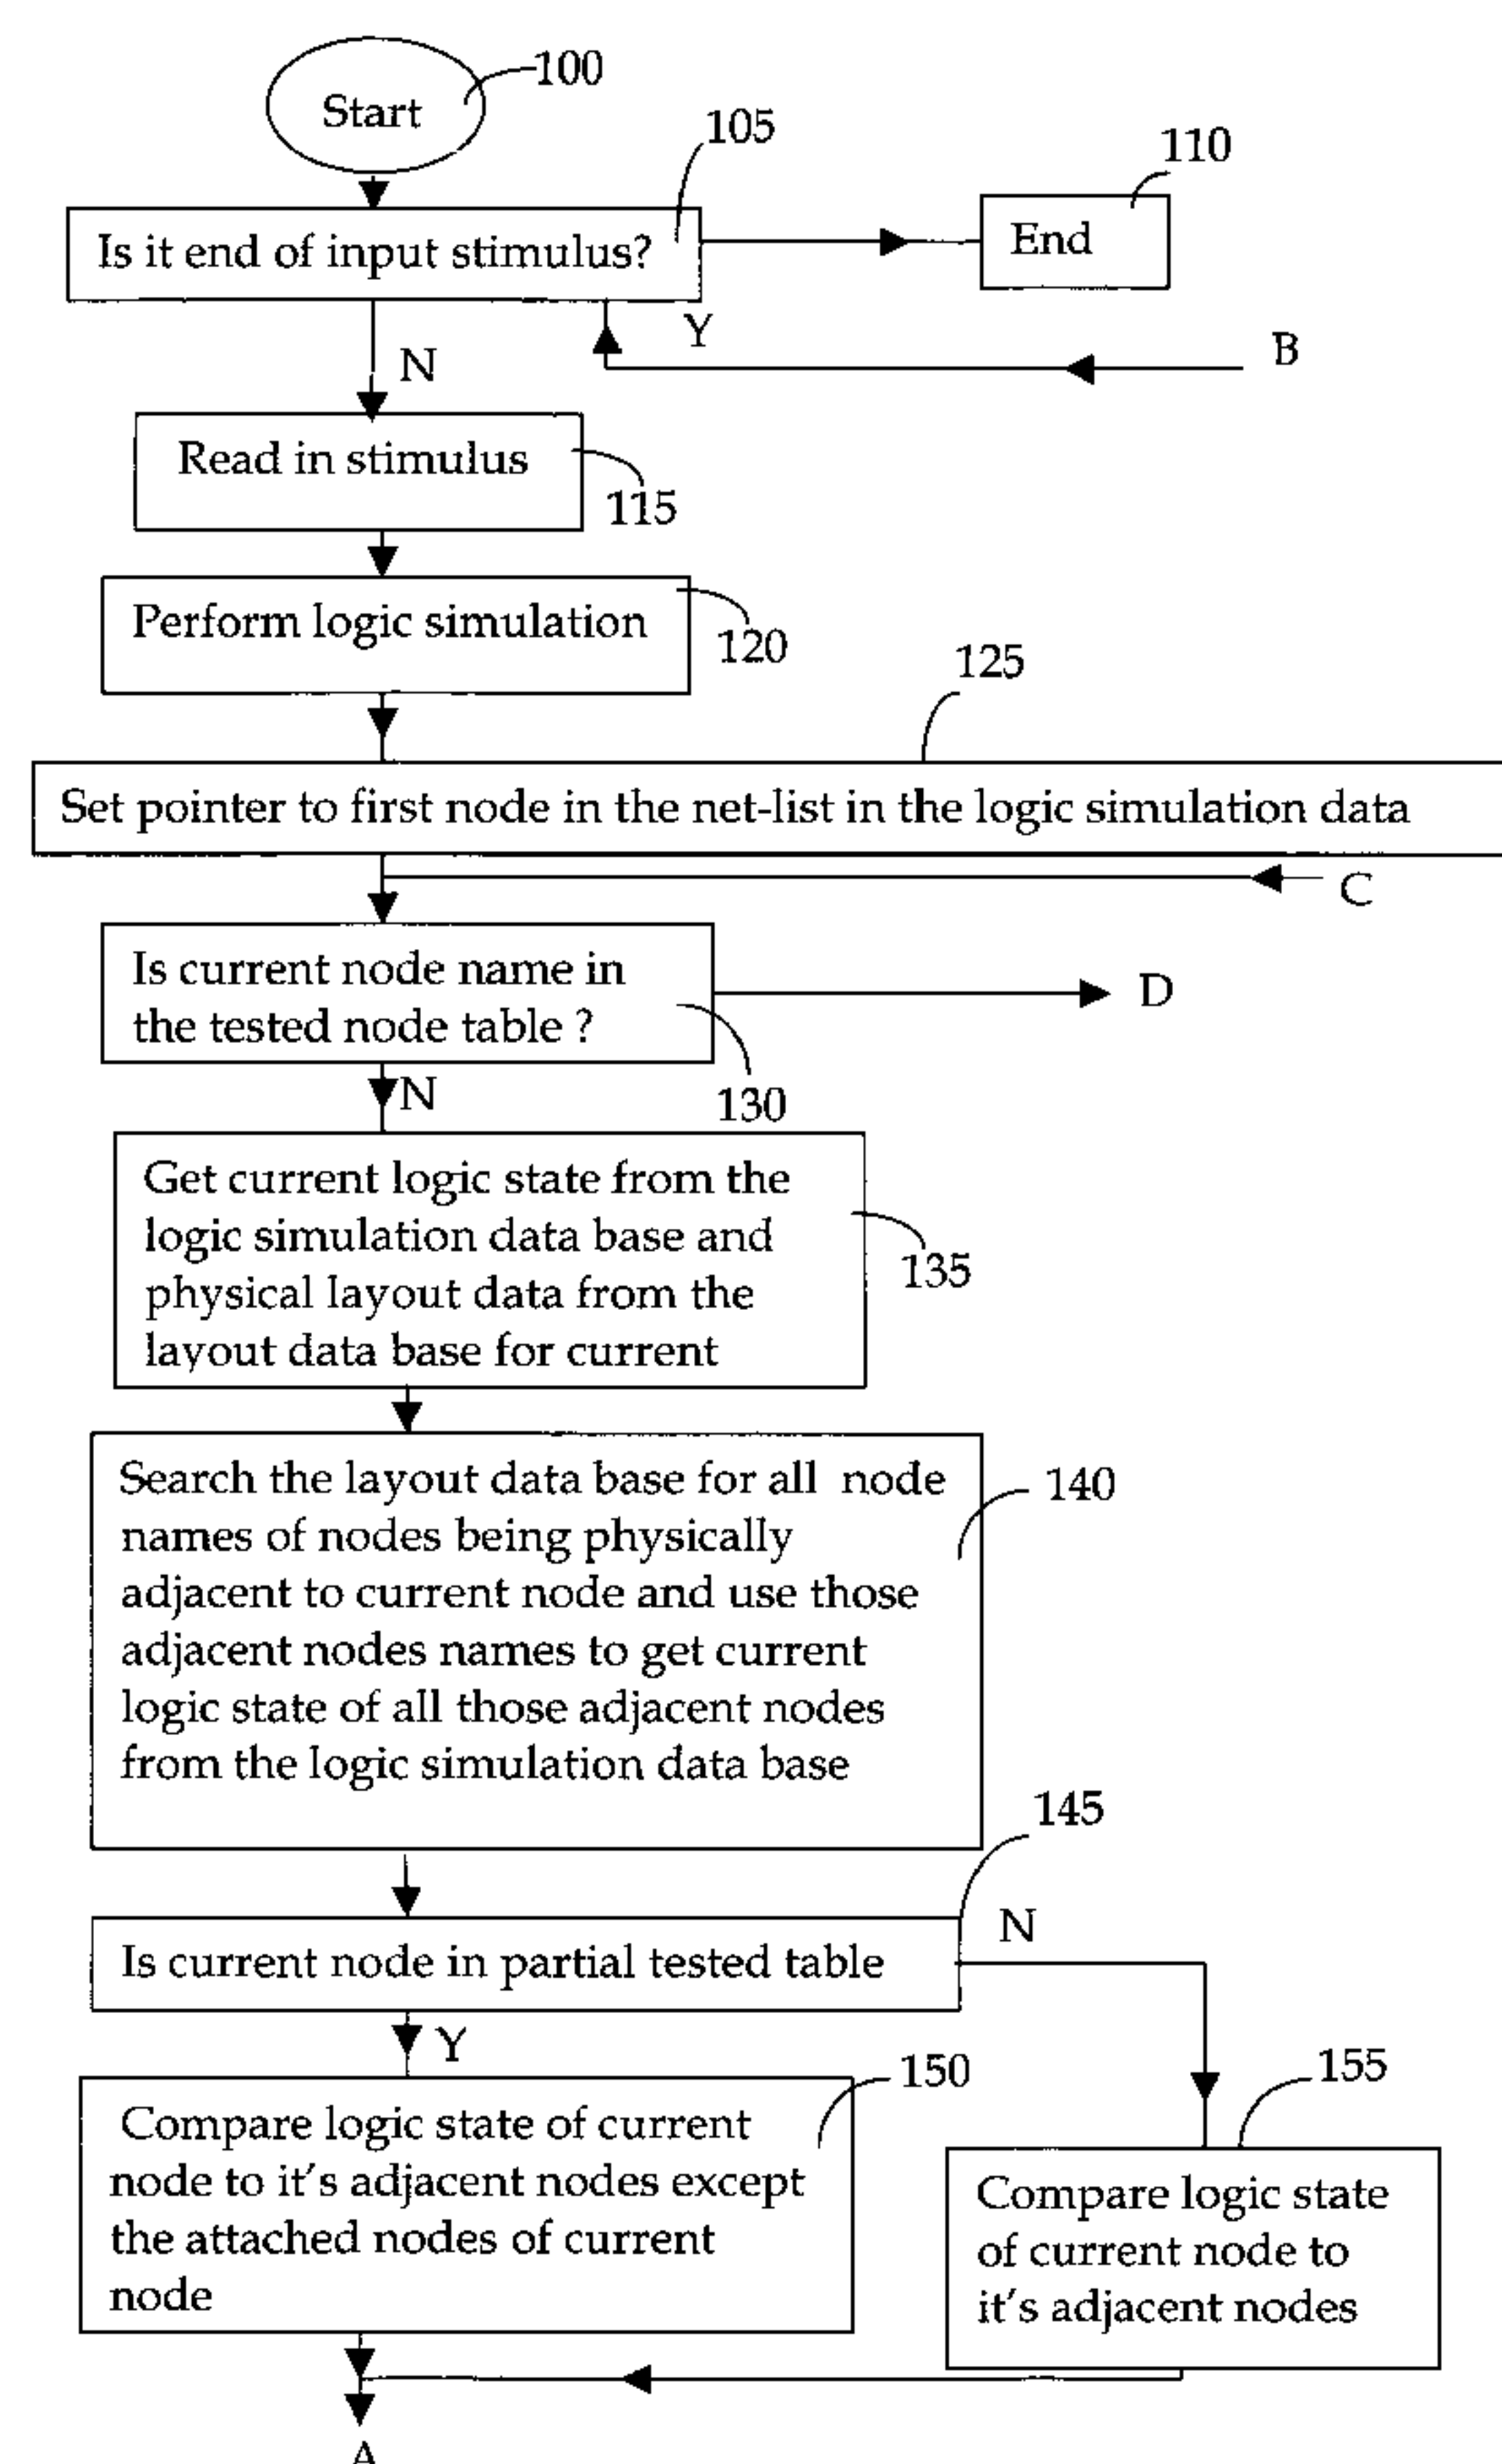 100
Start
105
110
Is it end of input stimulus?
End
Y
B
N
Read in stimulus
115
Perform logic simulation
120
125
Set pointer to first node in the net-list in the logic simulation data
C
Is current node name in
the tested node table ?
D
N
130
Get current logic state from the
logic simulation data base and
physical layout data from the
layout data base for current
135
Search the layout data base for all node
names of nodes being physically
adjacent to current node and use those
adjacent nodes names to get current
logic state of all those adjacent nodes
from the logic simulation data base
140
145
N
Is current node in partial tested table
Y
150
155
Compare logic state of current
node to it's adjacent nodes except
the attached nodes of current
node
Compare logic state
of current node to
it's adjacent nodes
A